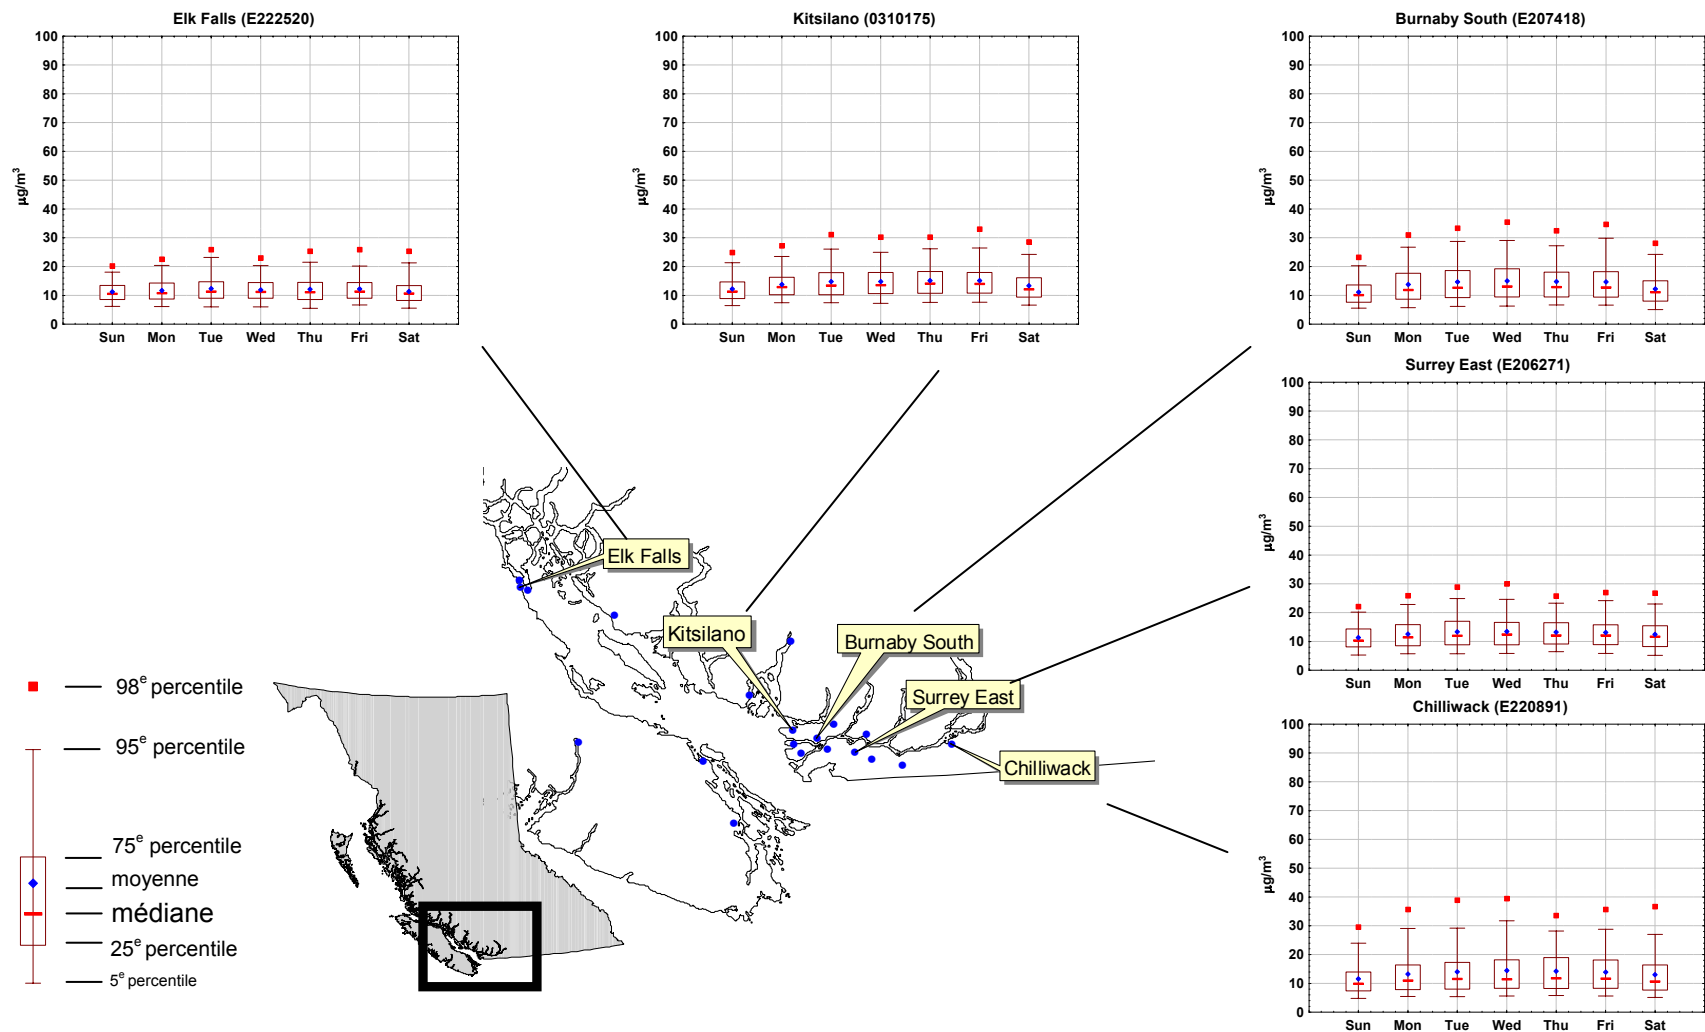 Elk Falls (E222520)
100
90
80
70
60
50
40
30
20
10
0
µg/m³
Sun Mon Tue Wed Thu Fri Sat
Kitsilano (0310175)
100
90
80
70
60
50
40
30
20
10
0
µg/m³
Sun Mon Tue Wed Thu Fri Sat
Burnaby South (E207418)
100
90
80
70
60
50
40
30
20
10
0
µg/m³
Sun Mon Tue Wed Thu Fri Sat
Surrey East (E206271)
100
90
80
70
60
50
40
30
20
10
0
µg/m³
Sun Mon Tue Wed Thu Fri Sat
Chilliwack (E220891)
100
90
80
70
60
50
40
30
20
10
0
µg/m³
Sun Mon Tue Wed Thu Fri Sat
Elk Falls
Kitsilano
Burnaby South
Surrey East
Chilliwack
98e percentile
95e percentile
75e percentile
moyenne
médiane
25e percentile
5e percentile